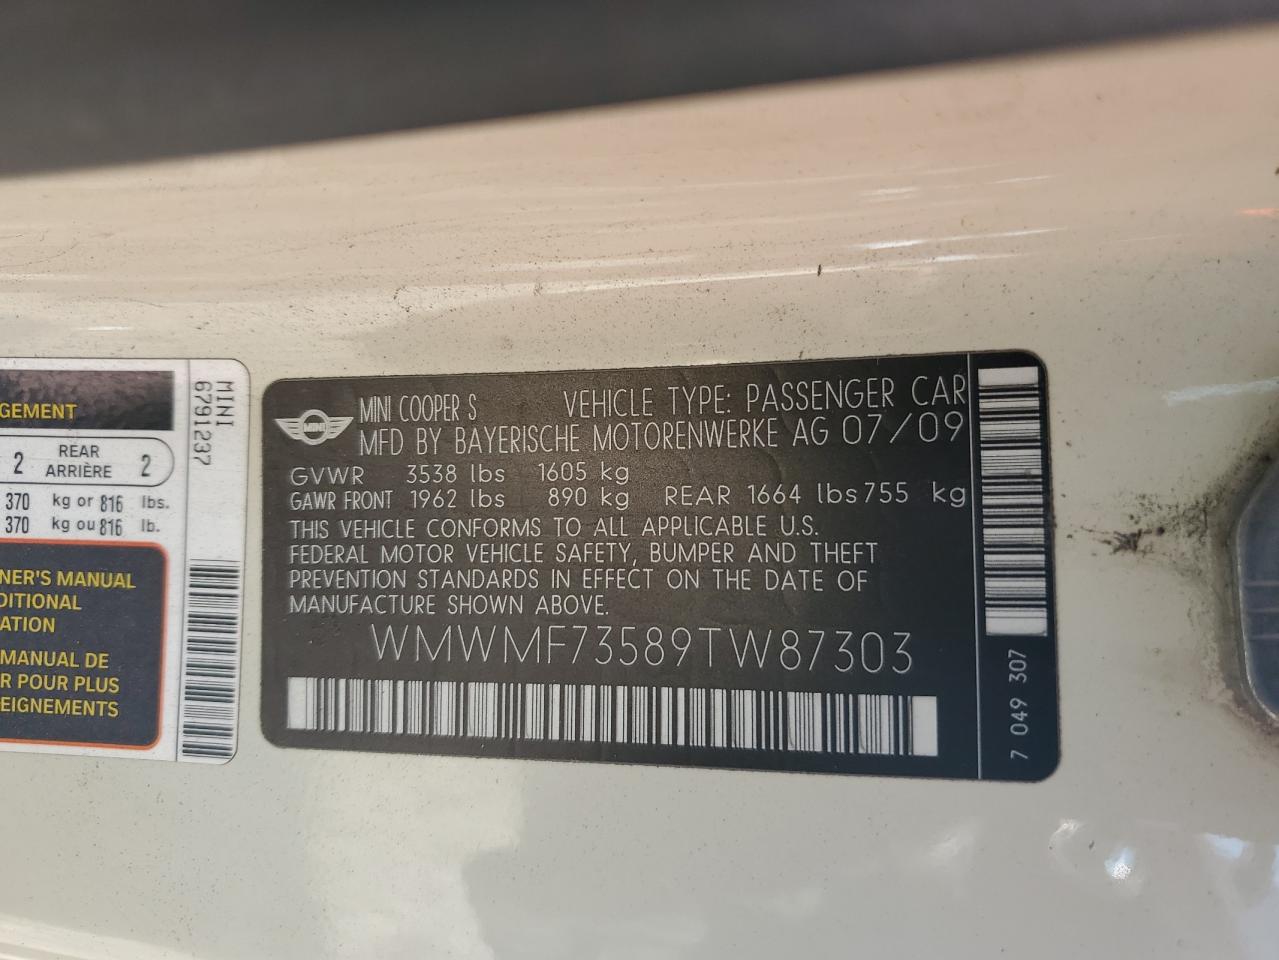 GEMENT
2 REAR 2
ARRIÈRE
370 kg or 816 lbs.
370 kg ou 816 lb.
NER'S MANUAL
DITIONAL
ATION
MANUAL DE
R POUR PLUS
EIGNEMENTS
MINI
6791237
MINI
MINI COOPER S VEHICLE TYPE: PASSENGER CAR
MFD BY BAYERISCHE MOTORENWERKE AG 07/09
GVWR 3538 lbs 1605 kg
GAWR FRONT 1962 lbs 890 kg REAR 1664 lbs 755 kg
THIS VEHICLE CONFORMS TO ALL APPLICABLE U.S.
FEDERAL MOTOR VEHICLE SAFETY, BUMPER AND THEFT
PREVENTION STANDARDS IN EFFECT ON THE DATE OF
MANUFACTURE SHOWN ABOVE.
WMWMF73589TW87303
7 049 307